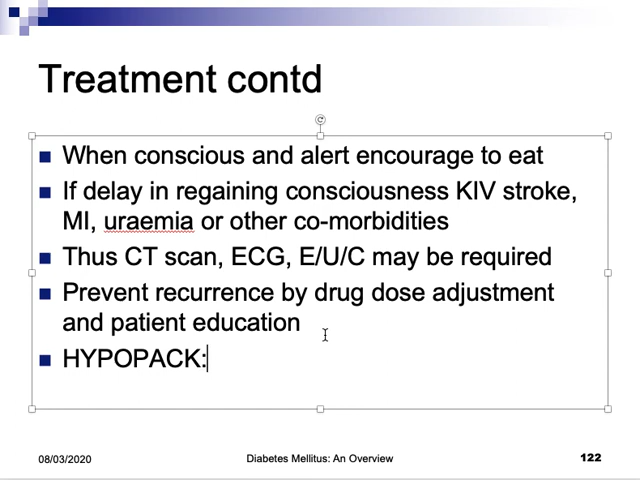 Treatment contd
When conscious and alert encourage to eat
If delay in regaining consciousness KIV stroke,
MI, uraemia or other co-morbidities
Thus CT scan, ECG, E/U/C may be required
Prevent recurrence by drug dose adjustment
and patient education
HYPOPACK:
08/03/2020
Diabetes Mellitus: An Overview
122